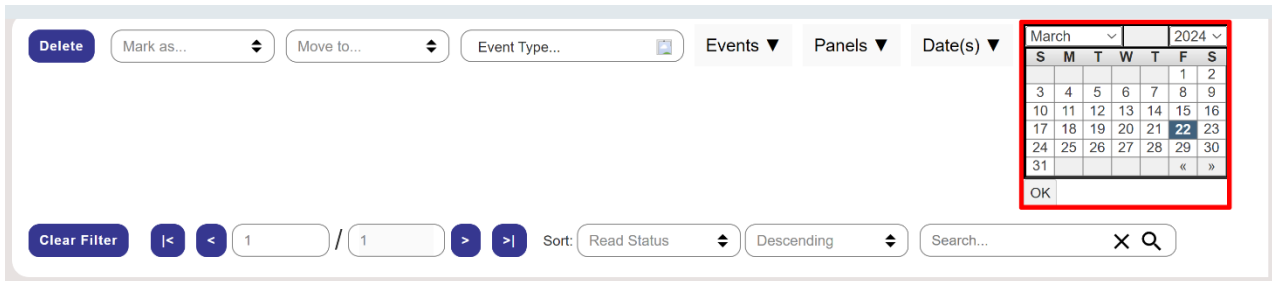 Delete Mark as... Move to... Event Type... Events ▼ Panels ▼ Date(s) ▼
March 2024
S M T W T F S
1 2
3 4 5 6 7 8 9
10 11 12 13 14 15 16
17 18 19 20 21 22 23
24 25 26 27 28 29 30
31 « »
OK
Clear Filter |< < 1 / 1 > >| Sort: Read Status Descending Search...